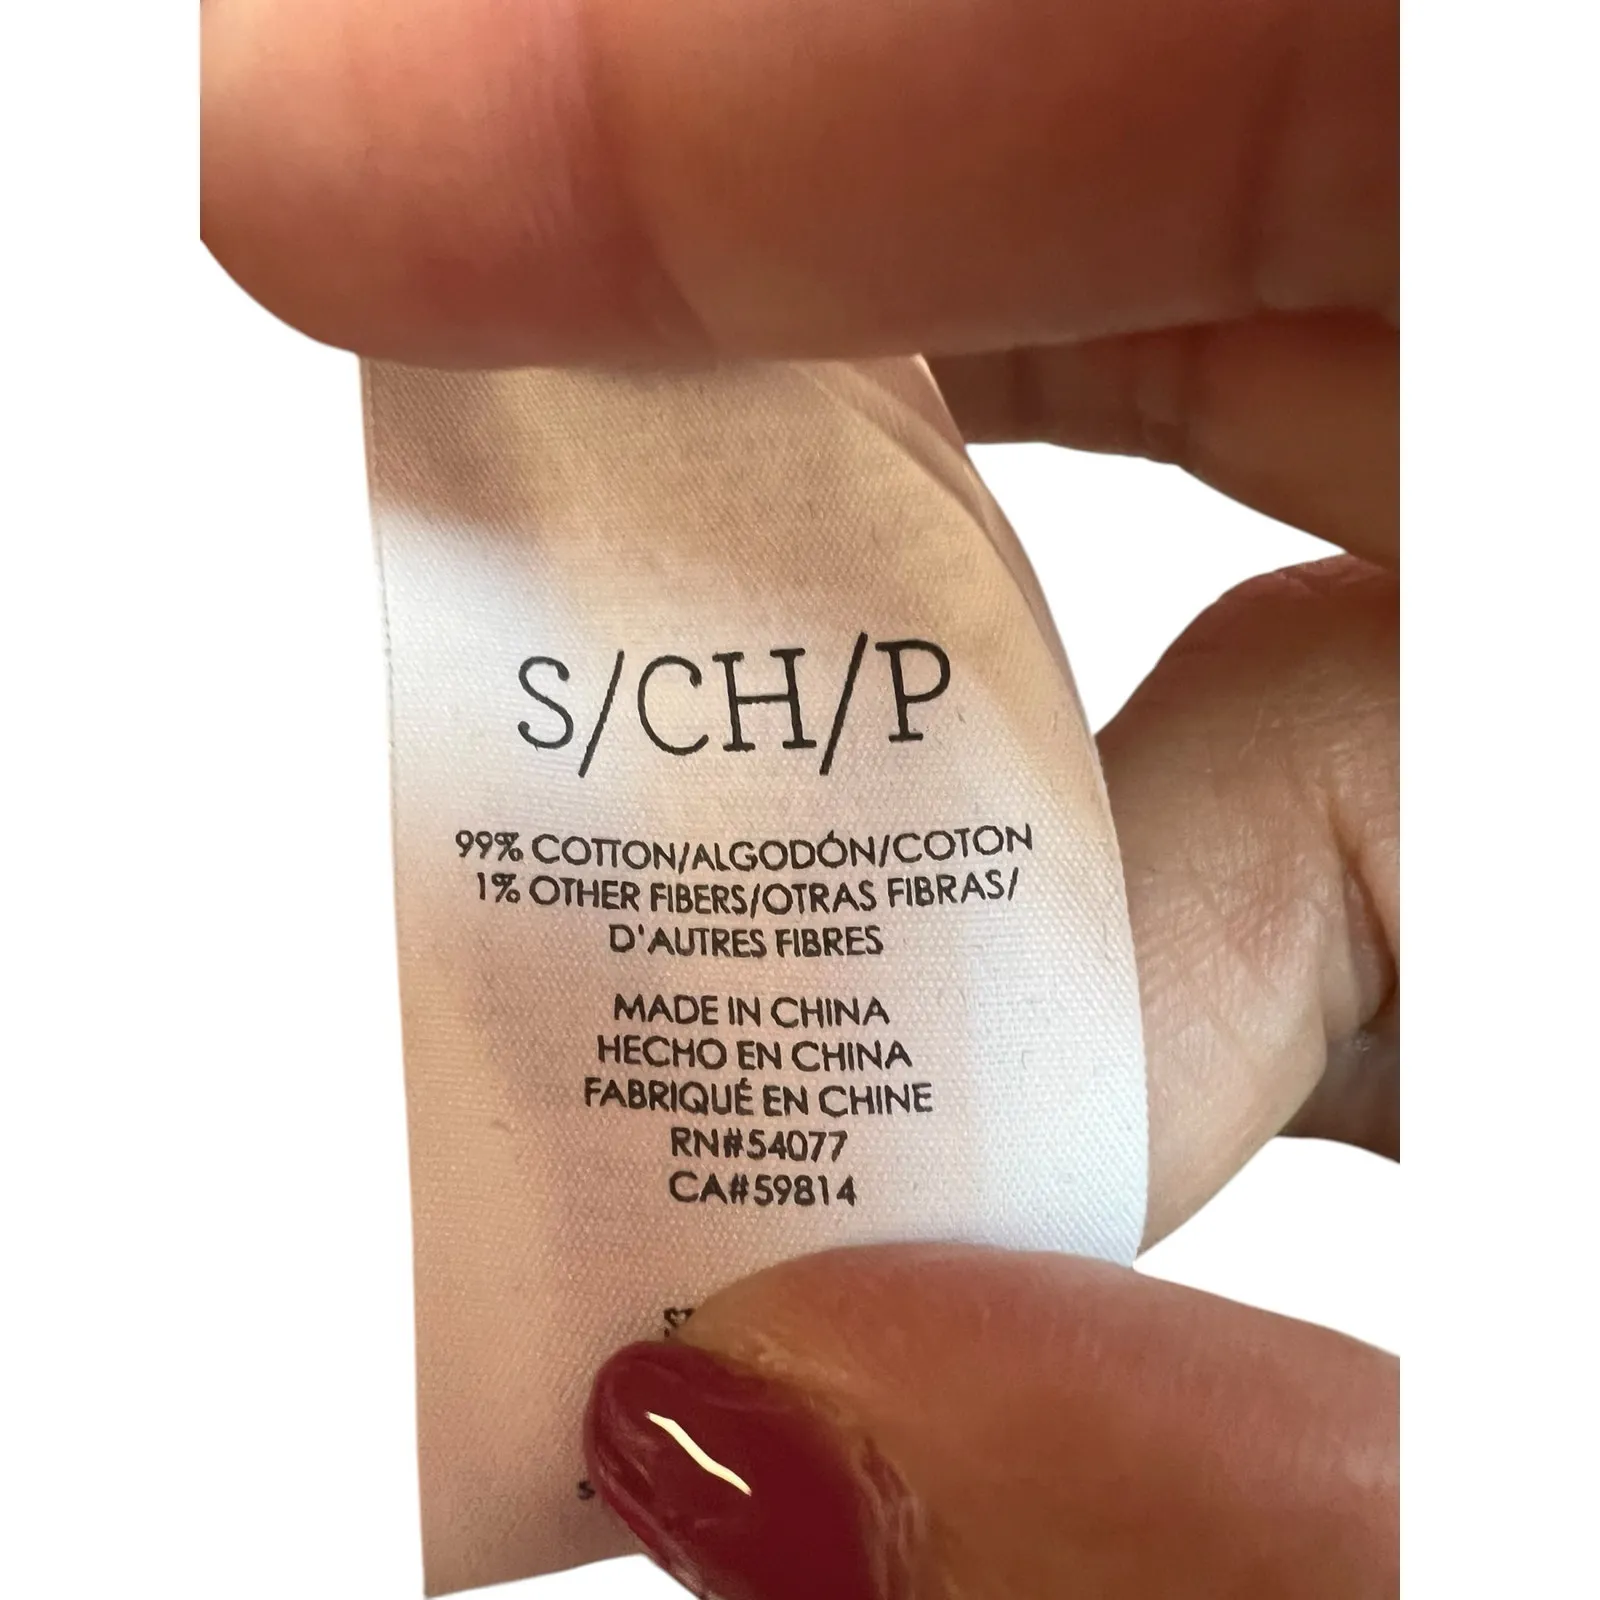 S/CH/P
99% COTTON/ALGODÓN/COTON
1% OTHER FIBERS/OTRAS FIBRAS/
D'AUTRES FIBRES
MADE IN CHINA
HECHO EN CHINA
FABRIQUÉ EN CHINE
RN#54077
CA#59814